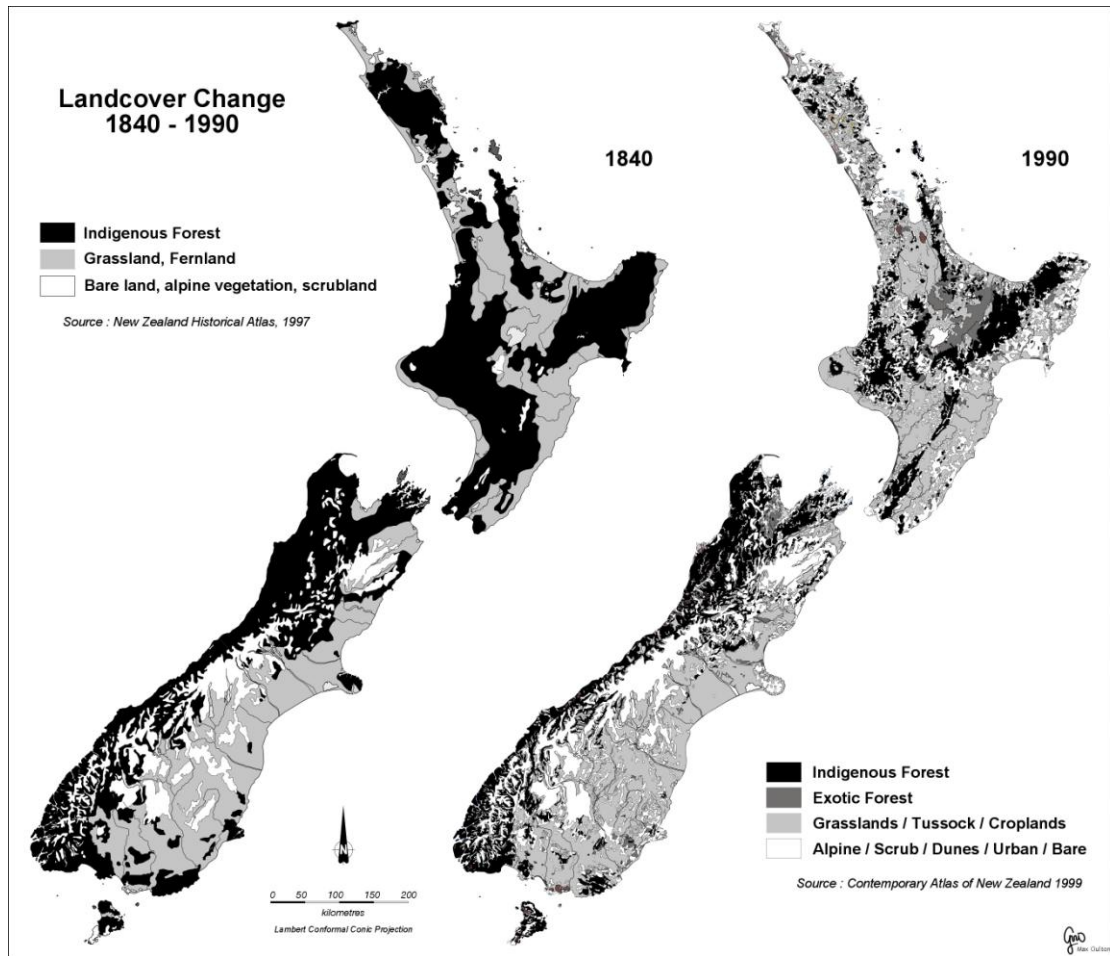 Landcover Change
1840 - 1990
1840
1990
Indigenous Forest
Grassland, Fernland
Bare land, alpine vegetation, scrubland
Source : New Zealand Historical Atlas, 1997
N
0 50 100 150 200
kilometres
Lambert Conformal Conic Projection
Indigenous Forest
Exotic Forest
Grasslands / Tussock / Croplands
Alpine / Scrub / Dunes / Urban / Bare
Source : Contemporary Atlas of New Zealand 1999
Max Oulton